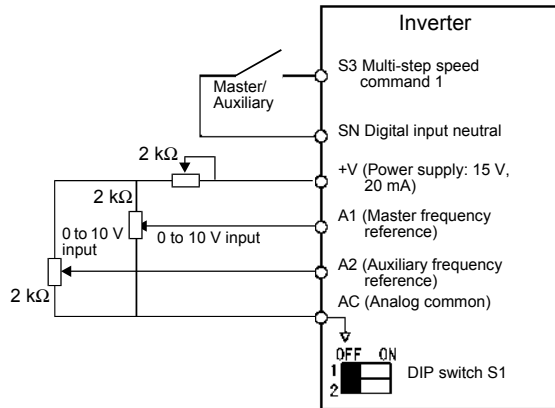 Inverter
S3 Multi-step speed
command 1
Master/
Auxiliary
SN Digital input neutral
2 kΩ
+V (Power supply: 15 V,
20 mA)
2 kΩ
A1 (Master frequency
reference)
0 to 10 V
input
0 to 10 V input
A2 (Auxiliary frequency
reference)
2 kΩ
AC (Analog common)
OFF ON
1
2
DIP switch S1